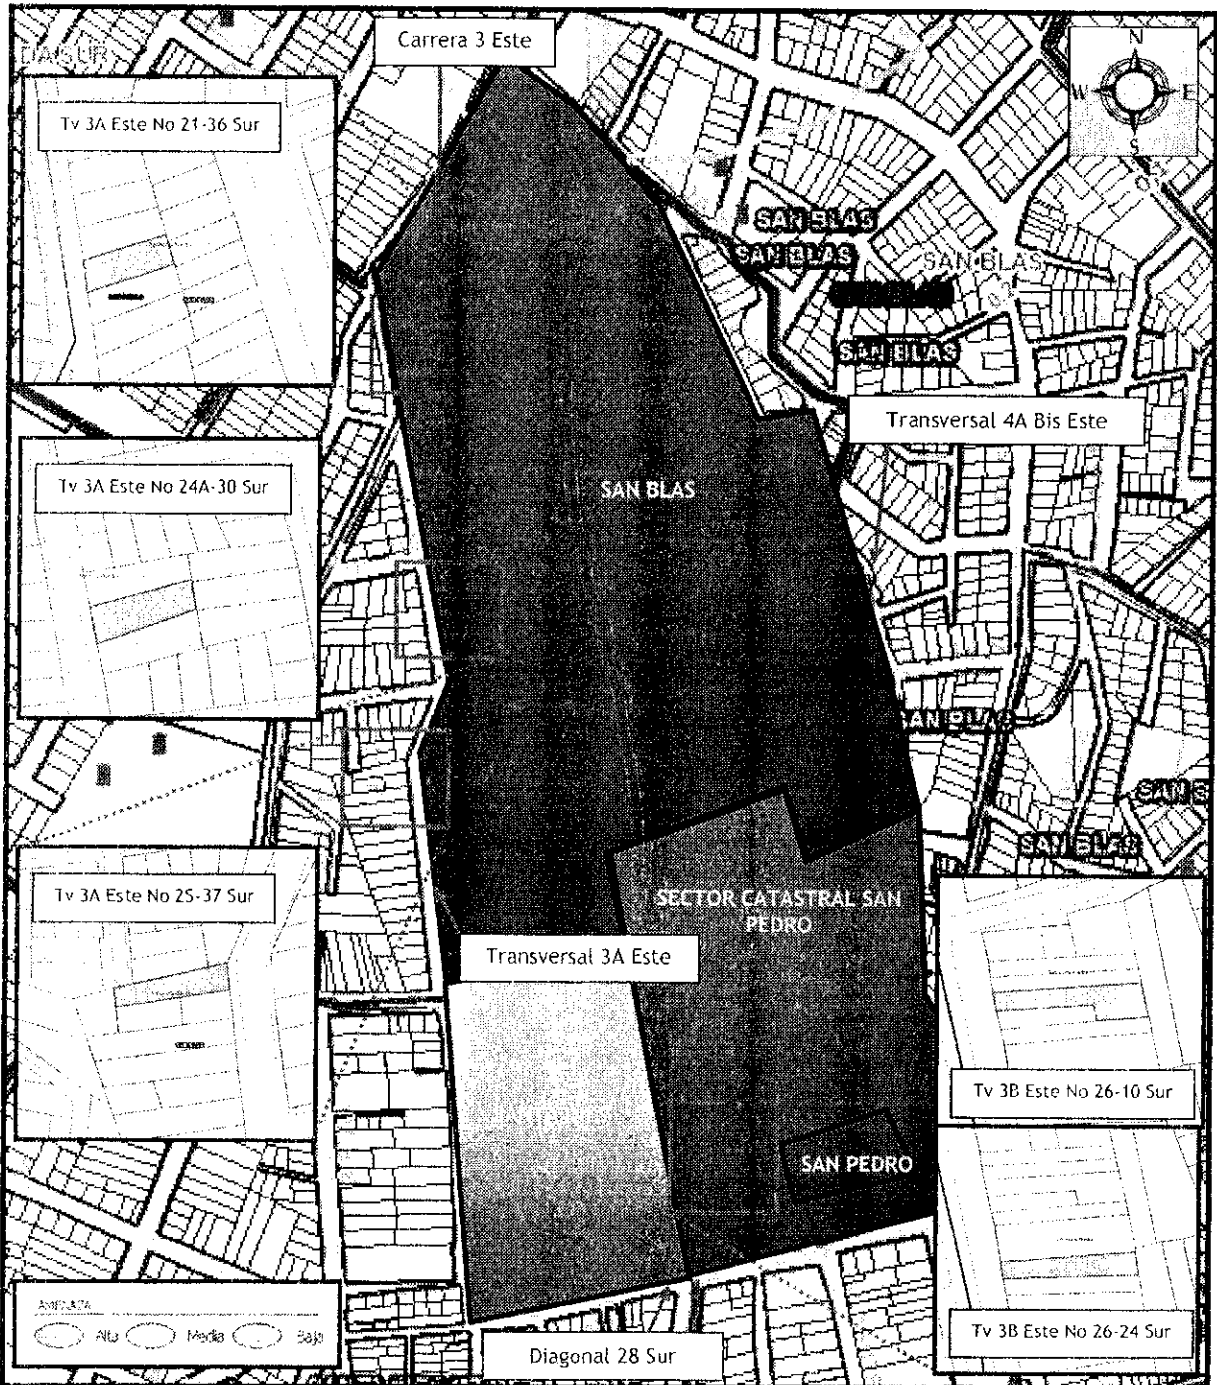 Carrera 3 Este
N
W
E
S
Tv 3A Este No 21-36 Sur
SAN BLAS
SAN BLAS
SAN BLAS
SAN BLAS
Transversal 4A Bis Este
Tv 3A Este No 24A-30 Sur
SAN BLAS
SAN BLAS
SAN BLAS
Tv 3A Este No 25-37 Sur
SECTOR CATASTRAL SAN
PEDRO
Transversal 3A Este
Tv 3B Este No 26-10 Sur
SAN PEDRO
Alta
Media
Baja
Tv 3B Este No 26-24 Sur
Diagonal 28 Sur